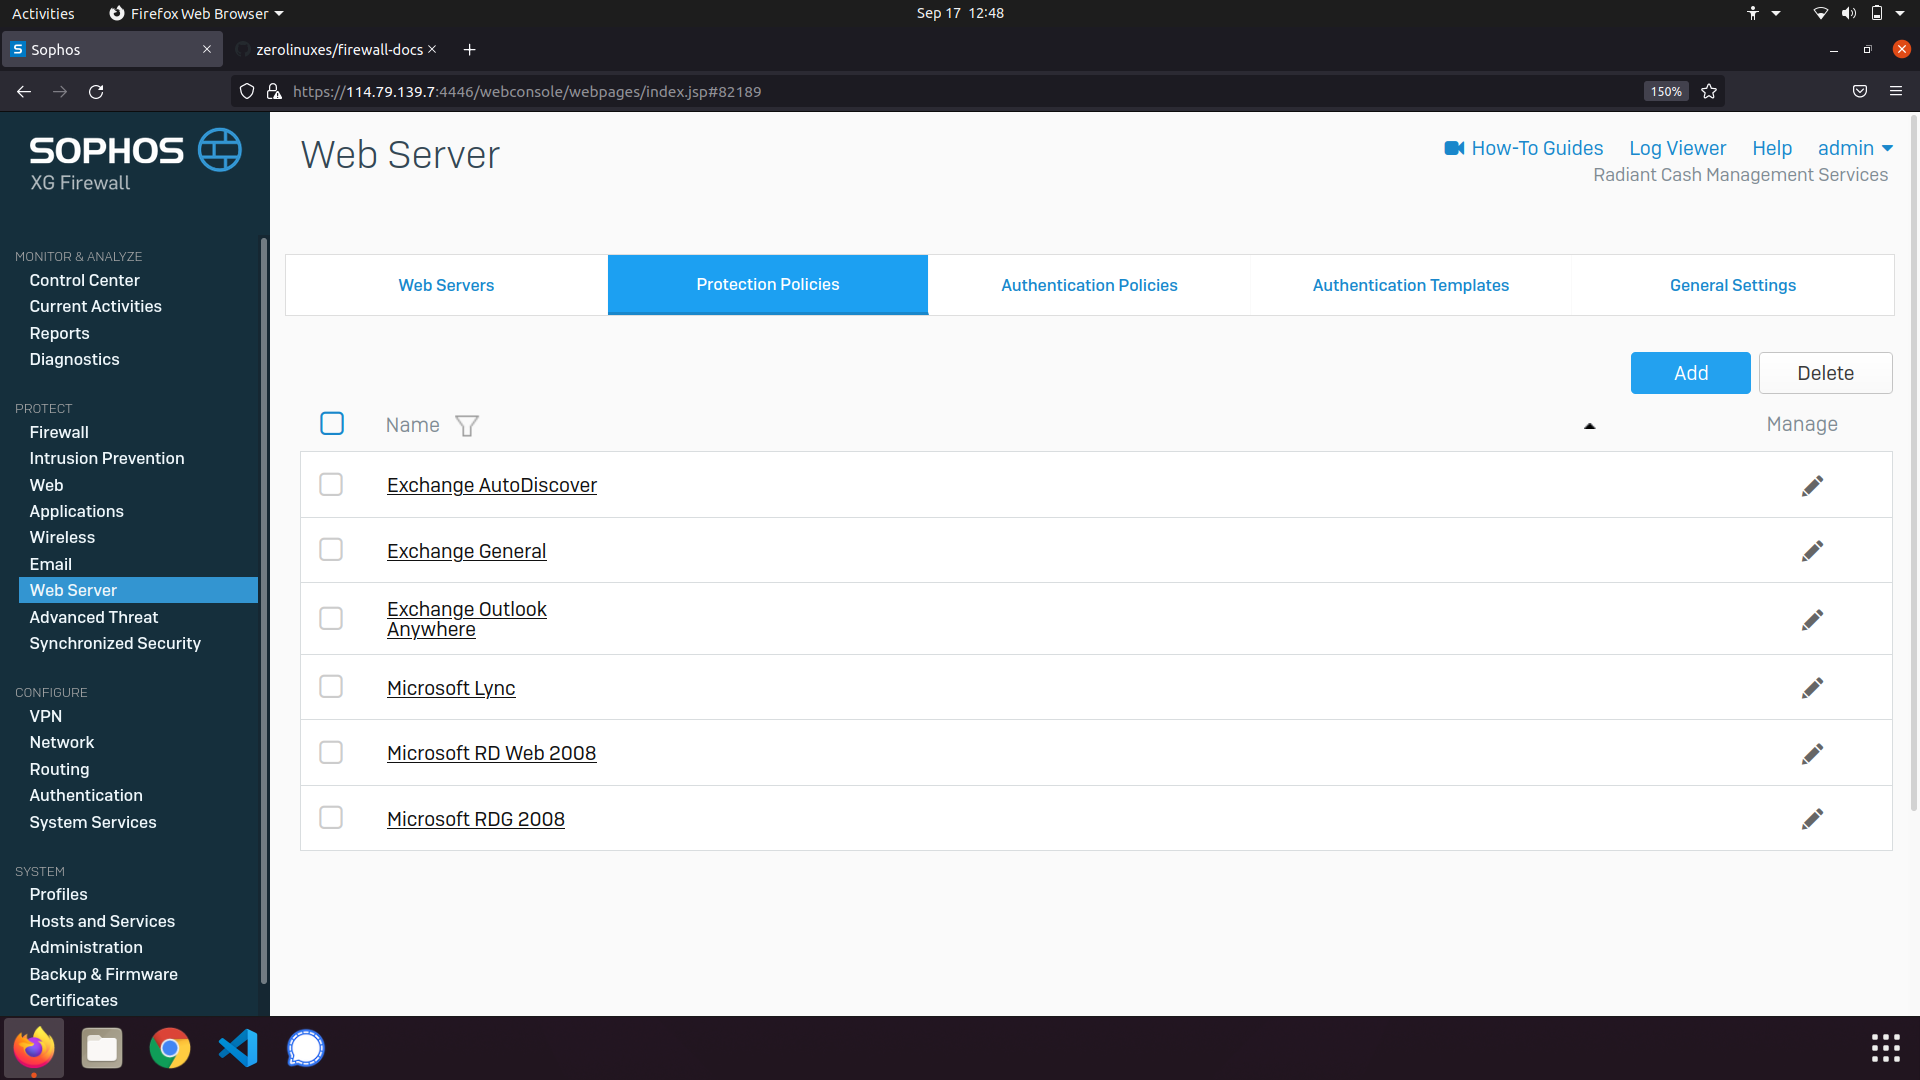 Activities
Firefox Web Browser
Sep 17 12:48
Sophos
zerolinuxes/firewall-docs
https://114.79.139.7:4446/webconsole/webpages/index.jsp#82189
150%
SOPHOS
XG Firewall
MONITOR & ANALYZE
Control Center
Current Activities
Reports
Diagnostics
PROTECT
Firewall
Intrusion Prevention
Web
Applications
Wireless
Email
Web Server
Advanced Threat
Synchronized Security
CONFIGURE
VPN
Network
Routing
Authentication
System Services
SYSTEM
Profiles
Hosts and Services
Administration
Backup & Firmware
Certificates
Web Server
How-To Guides
Log Viewer
Help
admin
Radiant Cash Management Services
Web Servers
Protection Policies
Authentication Policies
Authentication Templates
General Settings
Add
Delete
Name
Manage
Exchange AutoDiscover
Exchange General
Exchange Outlook
Anywhere
Microsoft Lync
Microsoft RD Web 2008
Microsoft RDG 2008